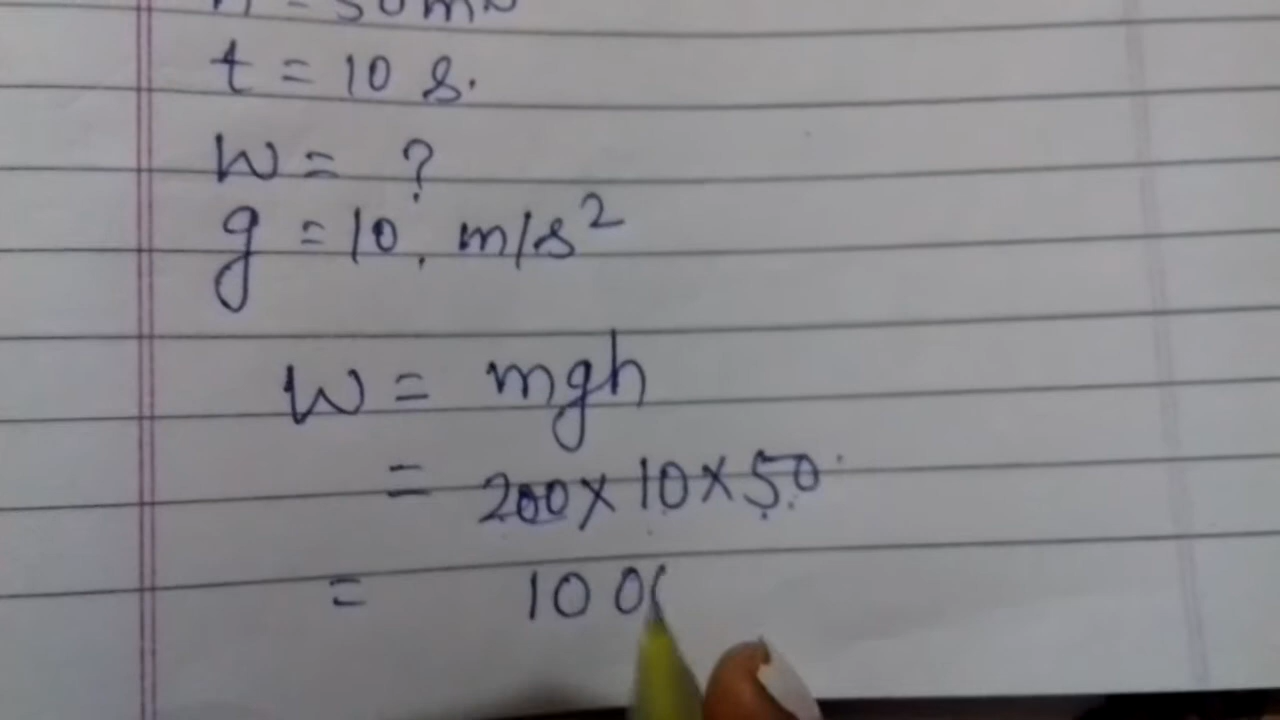 t = 10 s.
W = ?
g = 10 m/s²
W = mgh
= 200 × 10 × 50
= 100